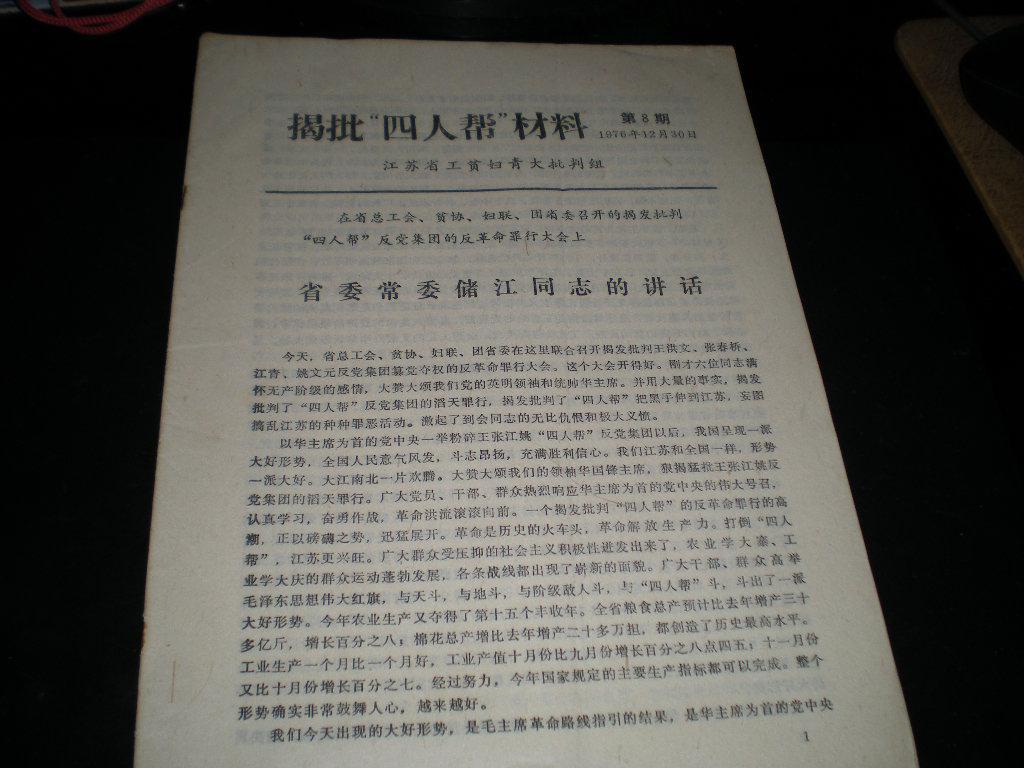 揭批“四人帮”材料 第8期
1976年12月30日
江苏省工贫妇青大批判组
在省总工会、贫协、妇联、团省委召开的揭发批判
“四人帮”反党集团的反革命罪行大会上
省委常委储江同志的讲话
今天，省总工会、贫协、妇联、团省委在这里联合召开揭发批判王洪文、张春桥、
江青、姚文元反党集团篡党夺权的反革命罪行大会。这个大会开得好。刚才六位同志满
怀无产阶级的感情，大赞大颂我们党的英明领袖和统帅华主席。并用大量的事实，揭发
批判了“四人帮”反党集团的滔天罪行，揭发批判了“四人帮”把黑手伸到江苏，妄图
搞乱江苏的种种罪恶活动。激起了到会同志的无比仇恨和极大义愤。
以华主席为首的党中央一举粉碎王张江姚“四人帮”反党集团以后，我国呈现一派
大好形势，全国人民意气风发，斗志昂扬，充满胜利信心。我们江苏和全国一样，形势
一派大好。大江南北一片欢腾。大赞大颂我们的领袖华国锋主席，狠揭猛批王张江姚反
党集团的滔天罪行。广大党员、干部、群众热烈响应华主席为首的党中央的伟大号召，
认真学习，奋勇作战，革命洪流滚滚向前。一个揭发批判“四人帮”的反革命罪行的高
潮，正以磅礴之势，迅猛展开。革命是历史的火车头，革命解放生产力。打倒“四人
帮”，江苏更兴旺。广大群众受压抑的社会主义积极性迸发出来了，农业学大寨、工
业学大庆的群众运动蓬勃发展，各条战线都出现了崭新的面貌。广大干部、群众高举
毛泽东思想伟大红旗，与天斗，与地斗，与阶级敌人斗，与“四人帮”斗，斗出了一派
大好形势。今年农业生产又夺得了第十五个丰收年。全省粮食总产预计比去年增产三十
多亿斤，增长百分之八；棉花总产增比去年增产二十多万担，都创造了历史最高水平。
工业生产一个月比一个月好，工业产值十月份比九月份增长百分之八点四五；十一月份
又比十月份增长百分之七。经过努力，今年国家规定的主要生产指标都可以完成。整个
形势确实非常鼓舞人心，越来越好。
我们今天出现的大好形势，是毛主席革命路线指引的结果，是华主席为首的党中央
1